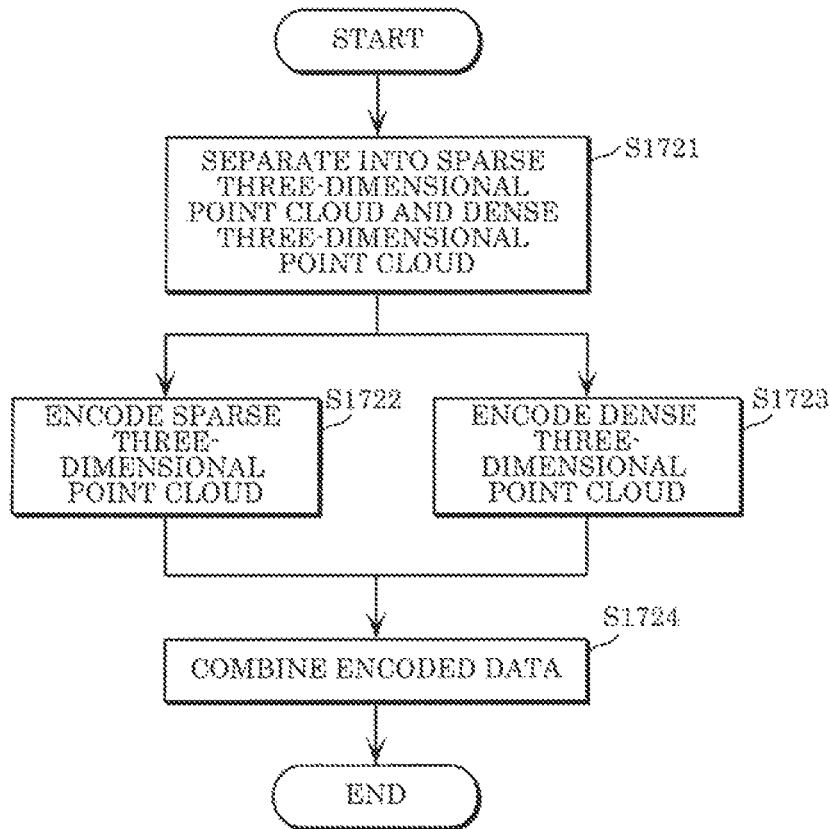 START
S1721
SEPARATE INTO SPARSE
THREE-DIMENSIONAL
POINT CLOUD AND DENSE
THREE-DIMENSIONAL
POINT CLOUD
S1722
ENCODE SPARSE
THREE-
DIMENSIONAL
POINT CLOUD
S1723
ENCODE DENSE
THREE-
DIMENSIONAL
POINT CLOUD
S1724
COMBINE ENCODED DATA
END